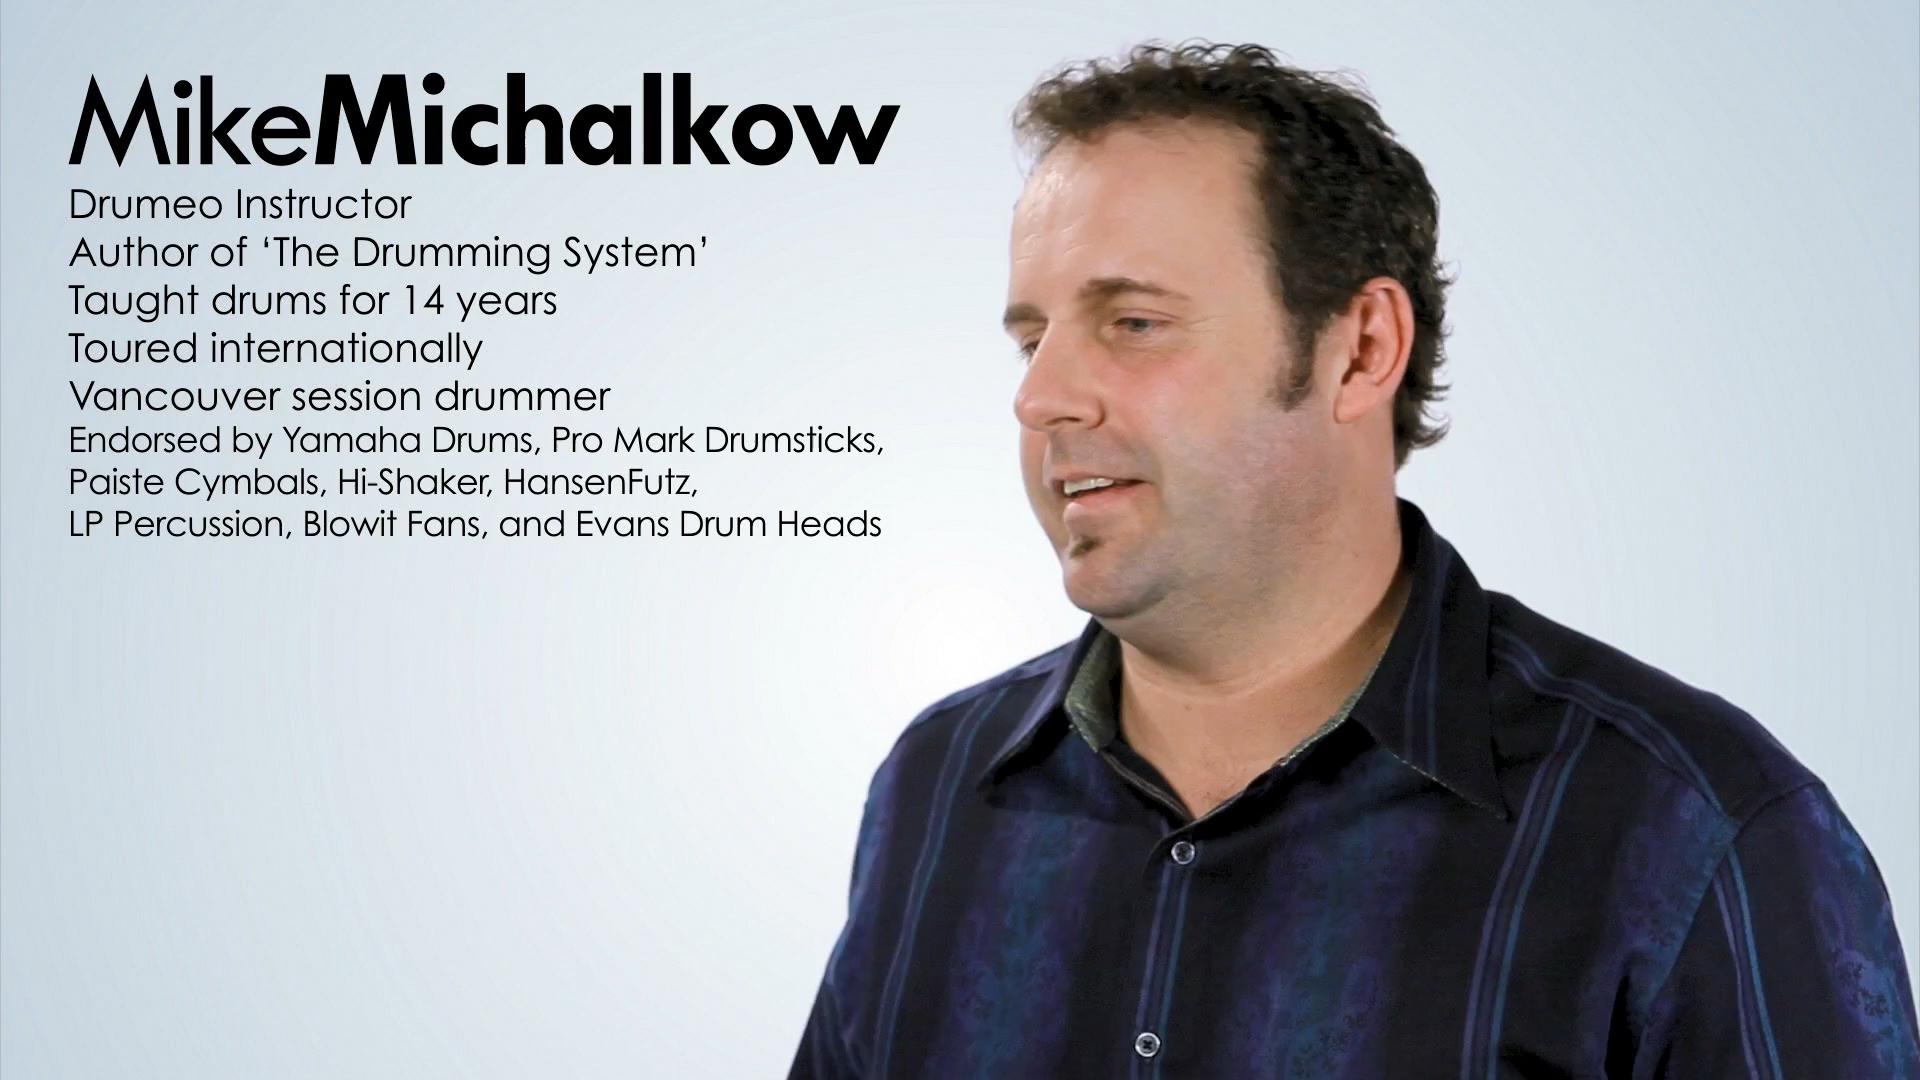 MikeMichalkow
Drumeo Instructor
Author of ‘The Drumming System’
Taught drums for 14 years
Toured internationally
Vancouver session drummer
Endorsed by Yamaha Drums, Pro Mark Drumsticks,
Paiste Cymbals, Hi-Shaker, HansenFutz,
LP Percussion, Blowit Fans, and Evans Drum Heads